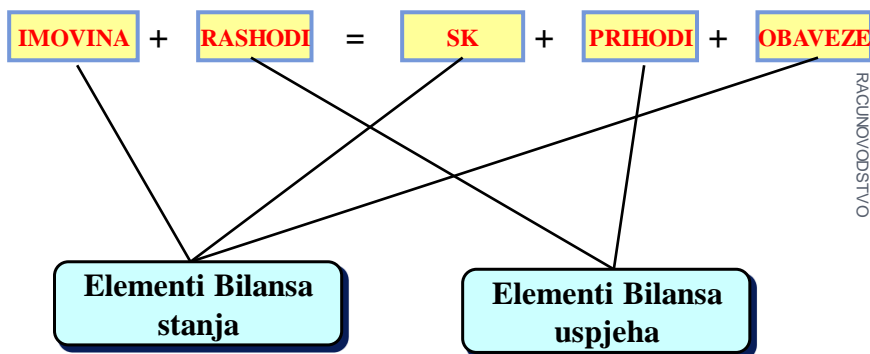 IMOVINA + RASHODI = SK + PRIHODI + OBAVEZE
RACUNOVODSTVO
Elementi Bilansa
stanja
Elementi Bilansa
uspjeha